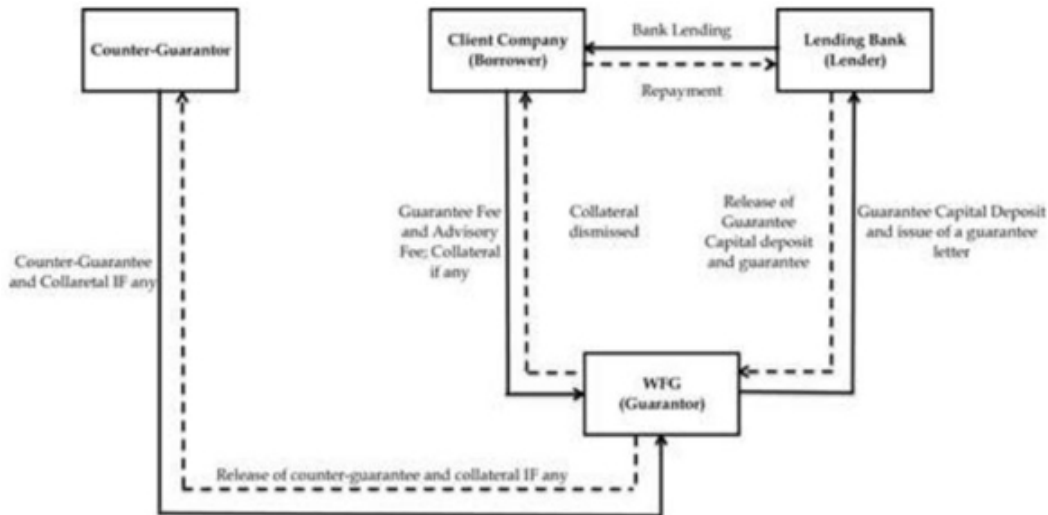 Counter-Guarantor
Client Company
(Borrower)
Bank Lending
Repayment
Lending Bank
(Lender)
Counter-Guarantee
and Collaretal IF any
Guarantee Fee
and Advisory
Fee; Collateral
if any
Collateral
dismissed
Release of
Guarantee
Capital deposit
and guarantee
Guarantee Capital Deposit
and issue of a guarantee
letter
WFG
(Guarantor)
Release of counter-guarantee and collateral IF any